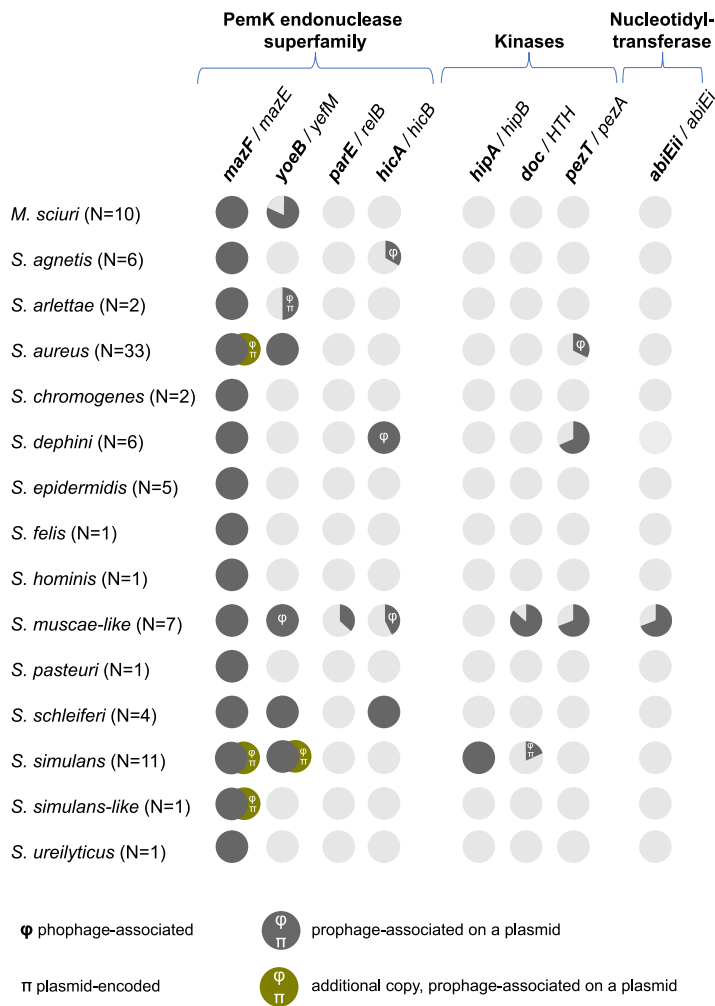 PemK endonuclease
superfamily
Kinases
Nucleotidyl-
transferase
mazF / mazE
yoeB / yefM
parE / relB
hicA / hicB
hipA / hipB
doc / HTH
pezT / pezA
abiEii / abiEi
M. sciuri (N=10)
S. agnetis (N=6)
φ
S. arlettae (N=2)
φ
π
S. aureus (N=33)
φ
π
φ
S. chromogenes (N=2)
S. dephini (N=6)
φ
S. epidermidis (N=5)
S. felis (N=1)
S. hominis (N=1)
S. muscae-like (N=7)
φ
φ
S. pasteuri (N=1)
S. schleiferi (N=4)
S. simulans (N=11)
φ
π
φ
π
φ
π
S. simulans-like (N=1)
φ
π
S. ureilyticus (N=1)
φ phophage-associated
φ
π
prophage-associated on a plasmid
π plasmid-encoded
φ
π
additional copy, prophage-associated on a plasmid